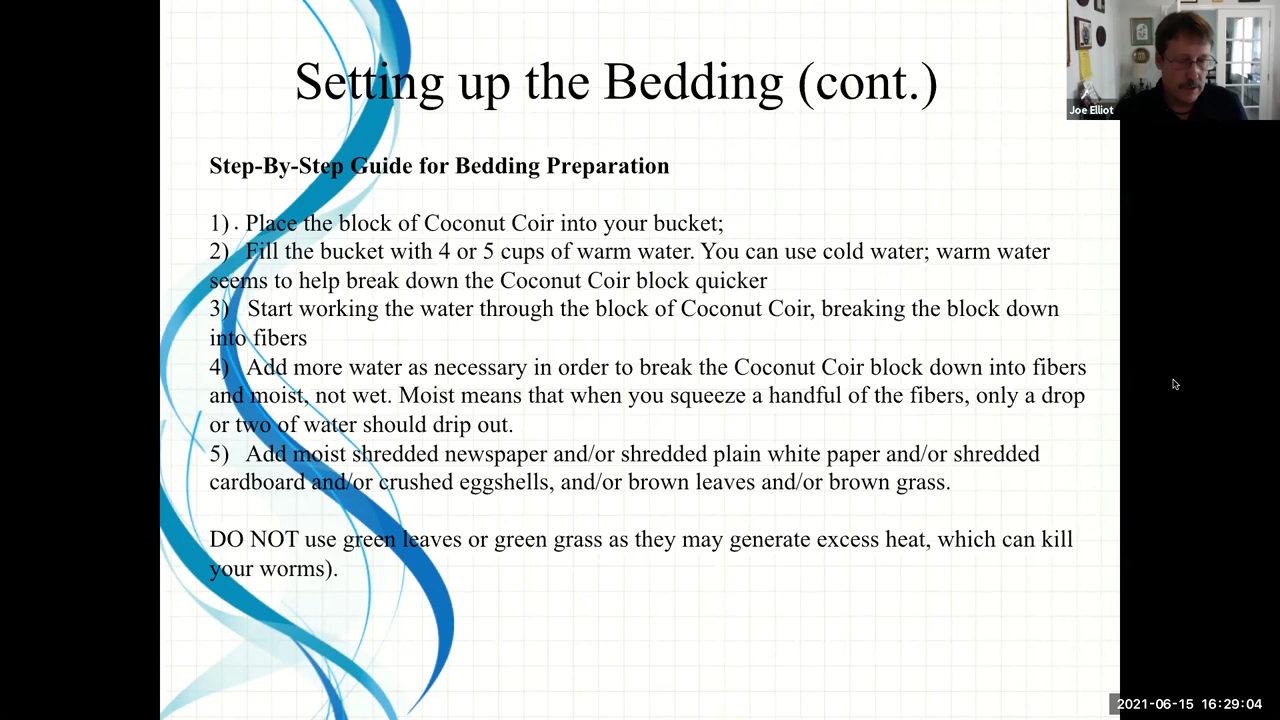 Setting up the Bedding (cont.)
Joe Elliot
Step-By-Step Guide for Bedding Preparation
1) . Place the block of Coconut Coir into your bucket;
2) Fill the bucket with 4 or 5 cups of warm water. You can use cold water; warm water
seems to help break down the Coconut Coir block quicker
3) Start working the water through the block of Coconut Coir, breaking the block down
into fibers
4) Add more water as necessary in order to break the Coconut Coir block down into fibers
and moist, not wet. Moist means that when you squeeze a handful of the fibers, only a drop
or two of water should drip out.
5) Add moist shredded newspaper and/or shredded plain white paper and/or shredded
cardboard and/or crushed eggshells, and/or brown leaves and/or brown grass.
DO NOT use green leaves or green grass as they may generate excess heat, which can kill
your worms).
2021-06-15 16:29:04